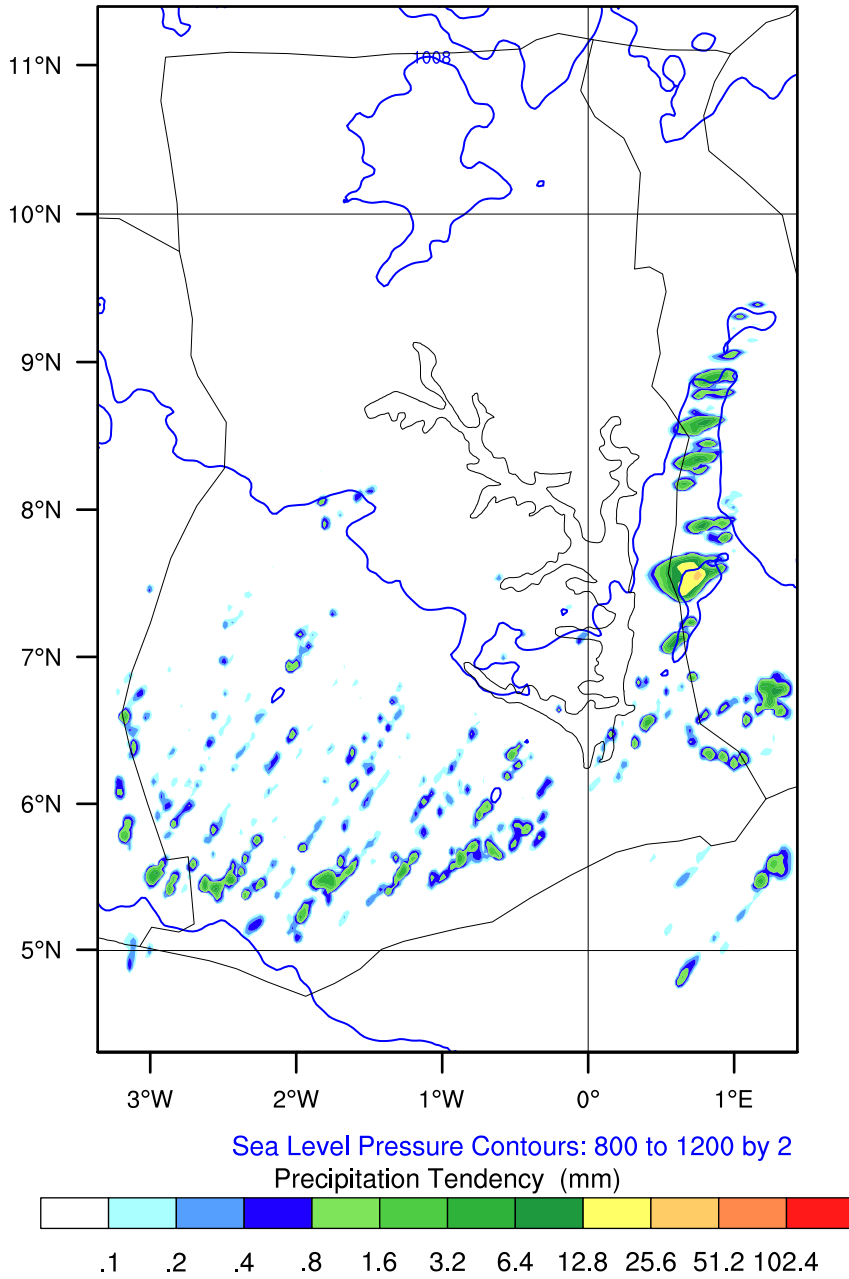 11°N
1008
10°N
9°N
8°N
7°N
6°N
5°N
3°W 2°W 1°W 0° 1°E
Sea Level Pressure Contours: 800 to 1200 by 2
Precipitation Tendency (mm)
.1 .2 .4 .8 1.6 3.2 6.4 12.8 25.6 51.2 102.4